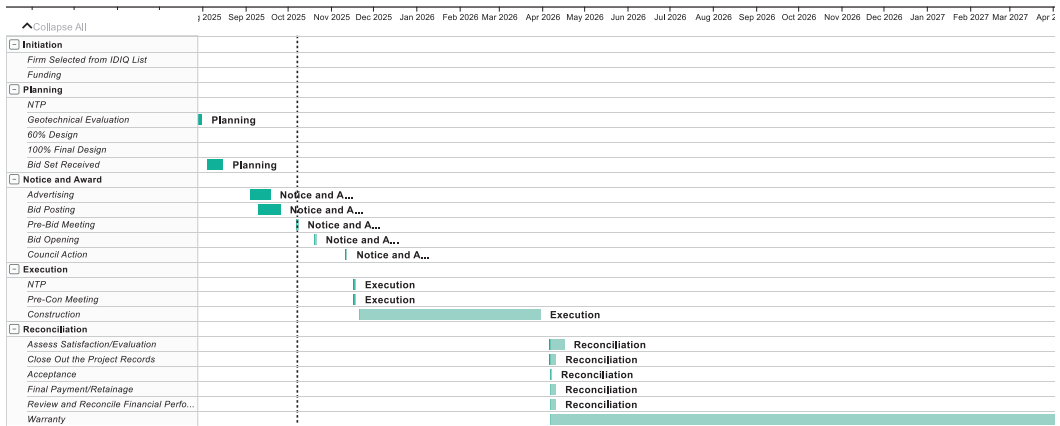 g 2025 Sep 2025 Oct 2025 Nov 2025 Dec 2025 Jan 2026 Feb 2026 Mar 2026 Apr 2026 May 2026 Jun 2026 Jul 2026 Aug 2026 Sep 2026 Oct 2026 Nov 2026 Dec 2026 Jan 2027 Feb 2027 Mar 2027 Apr 2
Collapse All
Initiation
Firm Selected from IDIQ List
Funding
Planning
NTP
Geotechnical Evaluation Planning
60% Design
100% Final Design
Bid Set Received Planning
Notice and Award
Advertising Notice and A...
Bid Posting Notice and A...
Pre-Bid Meeting Notice and A...
Bid Opening Notice and A...
Council Action Notice and A...
Execution
NTP Execution
Pre-Con Meeting Execution
Construction Execution
Reconciliation
Assess Satisfaction/Evaluation Reconciliation
Close Out the Project Records Reconciliation
Acceptance Reconciliation
Final Payment/Retainage Reconciliation
Review and Reconcile Financial Perfo... Reconciliation
Warranty